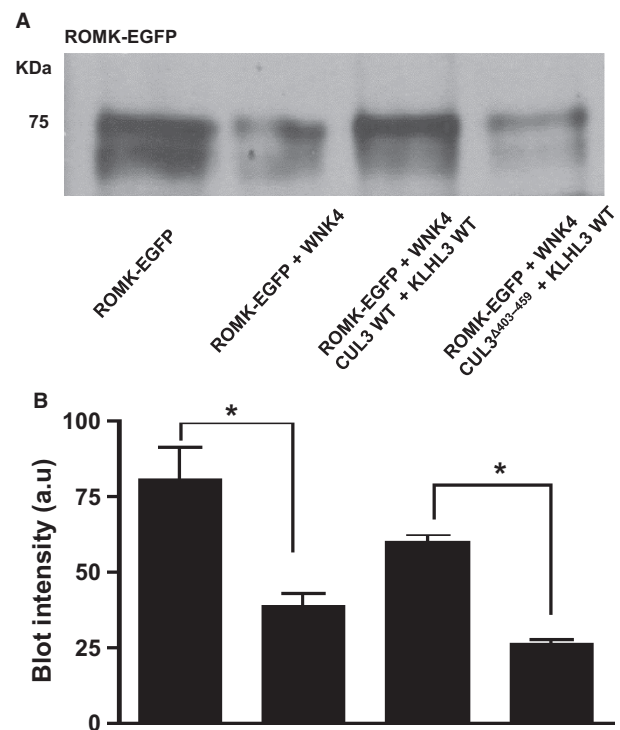 A
ROMK-EGFP
KDa
75
ROMK-EGFP
ROMK-EGFP + WNK4
ROMK-EGFP + WNK4
CUL3 WT + KLHL3 WT
ROMK-EGFP + WNK4
CUL3Δ403–459 + KLHL3 WT
B
Blot intensity (a.u)
100
75
50
25
0
*
*